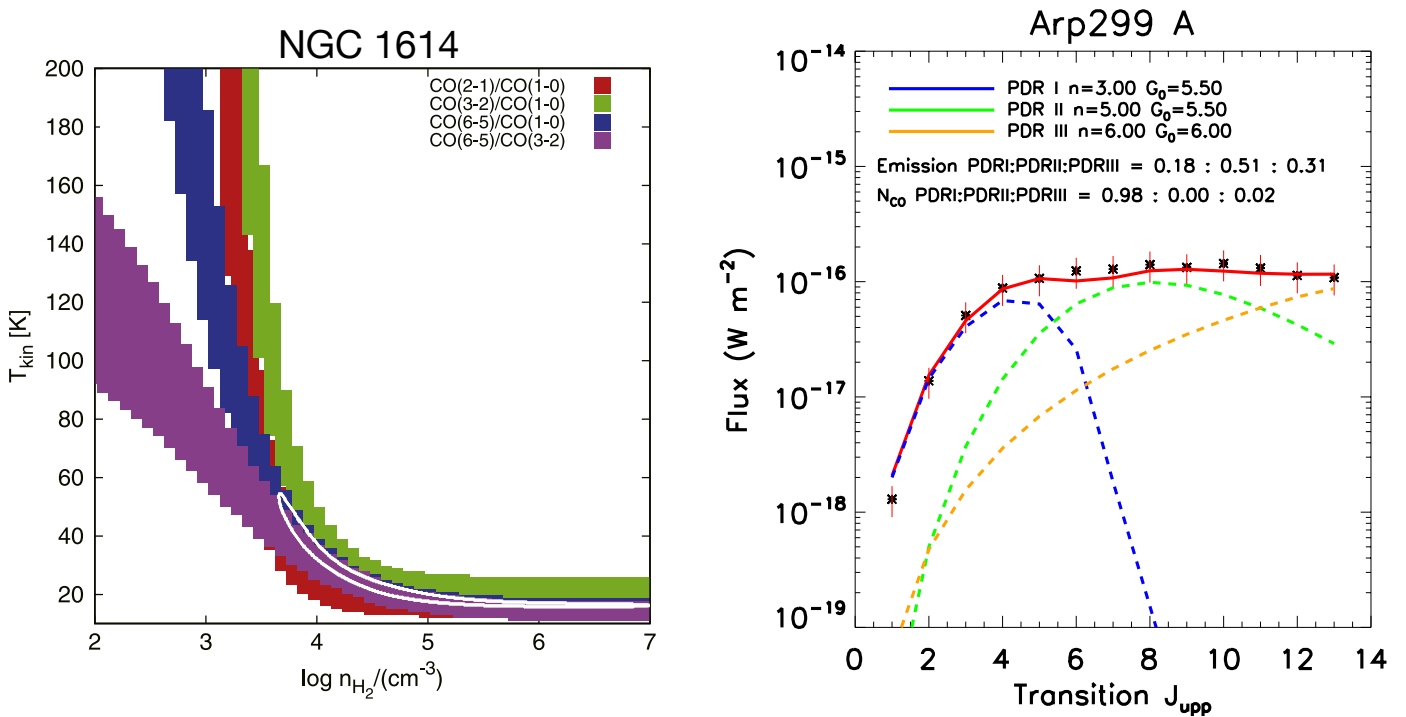 NGC 1614
200
180
160
140
120
100
80
60
40
20
T_kin [K]
CO(2-1)/CO(1-0)
CO(3-2)/CO(1-0)
CO(6-5)/CO(1-0)
CO(6-5)/CO(3-2)
2 3 4 5 6 7
log n_H₂/(cm⁻³)
Arp299 A
10⁻¹⁴
10⁻¹⁵
10⁻¹⁶
10⁻¹⁷
10⁻¹⁸
10⁻¹⁹
Flux (W m⁻²)
PDR I n=3.00 G₀=5.50
PDR II n=5.00 G₀=5.50
PDR III n=6.00 G₀=6.00
Emission PDRI:PDRII:PDRIII = 0.18 : 0.51 : 0.31
N_CO PDRI:PDRII:PDRIII = 0.98 : 0.00 : 0.02
0 2 4 6 8 10 12 14
Transition J_upp